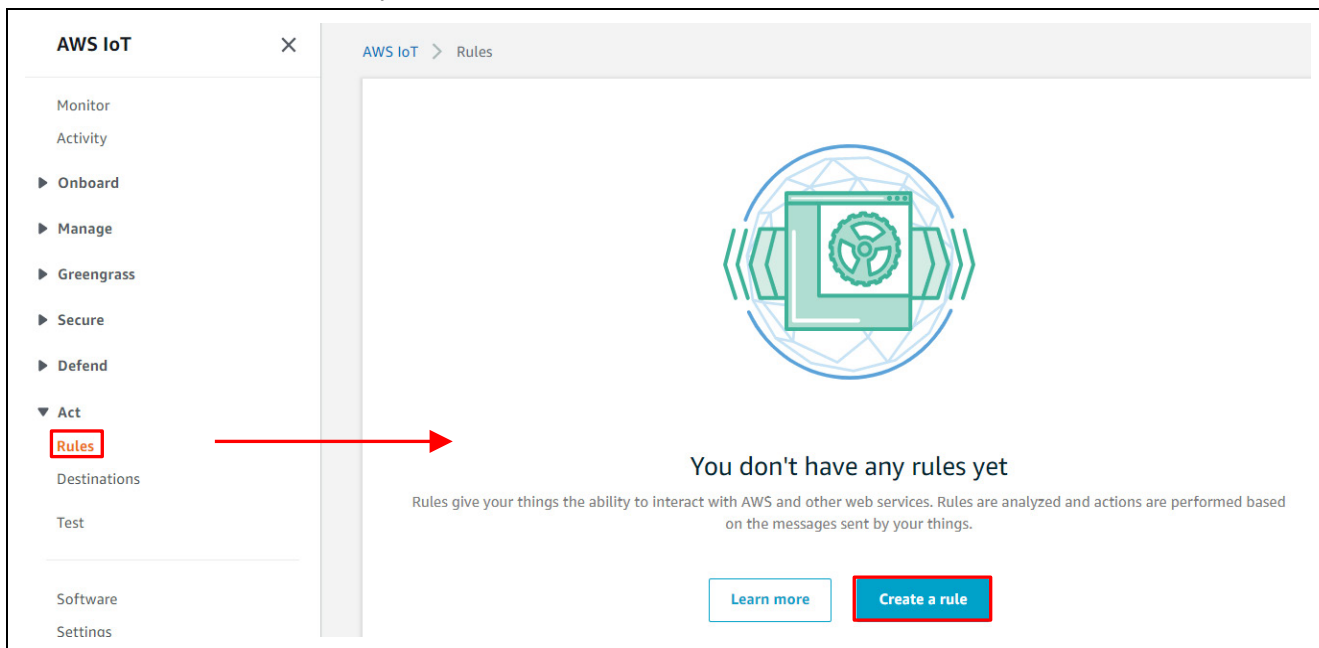 AWS IoT
Monitor
Activity
Onboard
Manage
Greengrass
Secure
Defend
Act
Rules
Destinations
Test
Software
Settings
AWS IoT > Rules
You don't have any rules yet
Rules give your things the ability to interact with AWS and other web services. Rules are analyzed and actions are performed based
on the messages sent by your things.
Learn more
Create a rule